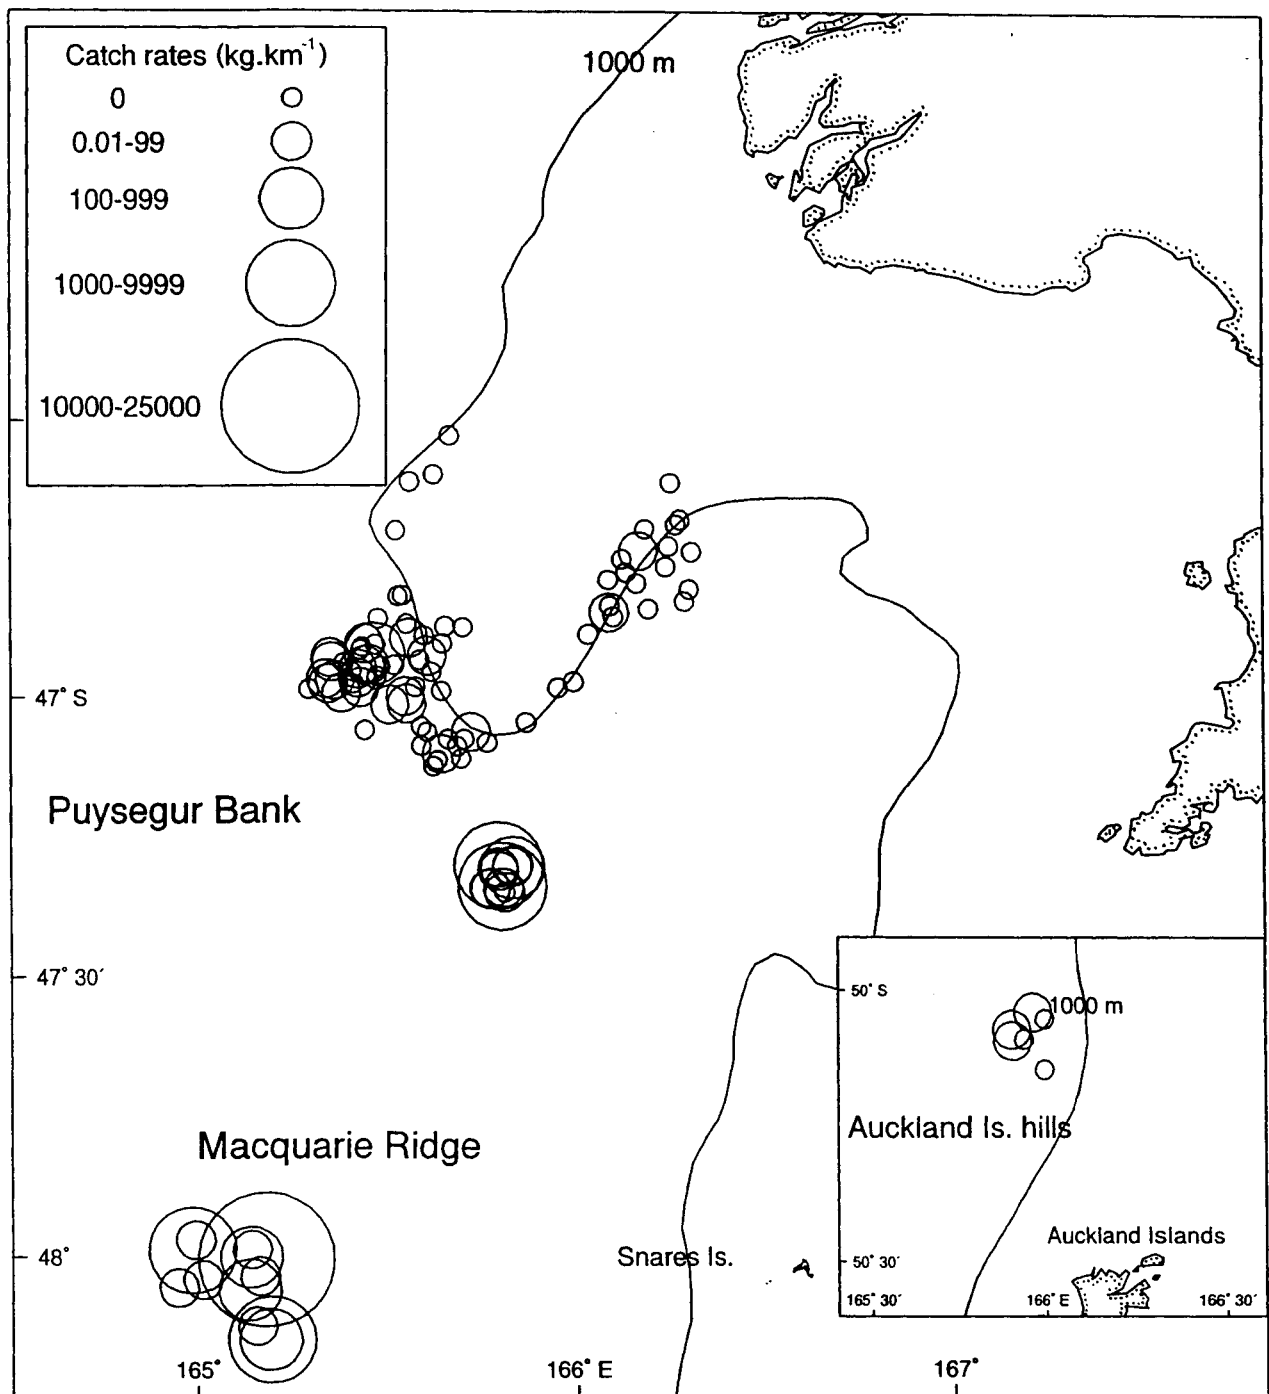 Catch rates (kg.km⁻¹)
0
0.01-99
100-999
1000-9999
10000-25000
1000 m
47° S
Puysegur Bank
47° 30′
50° S
1000 m
Auckland Is. hills
Macquarie Ridge
Auckland Islands
48°
Snares Is.
50° 30′
165° 30′
166° E
166° 30′
165°
166° E
167°